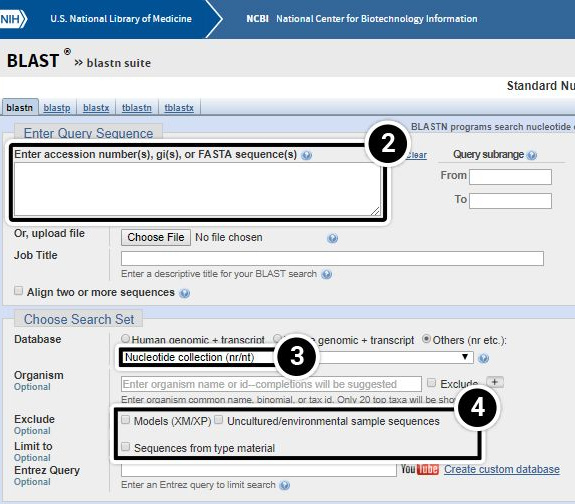 NIH U.S. National Library of Medicine NCBI National Center for Biotechnology Information
BLAST ® » blastn suite
Standard Nu
blastn blastp blastx tblastn tblastx
Enter Query Sequence
BLASTN programs search nucleotide
2
Enter accession number(s), gi(s), or FASTA sequence(s) Clear Query subrange
From
To
Or, upload file Choose File No file chosen
Job Title
Enter a descriptive title for your BLAST search
Align two or more sequences
Choose Search Set
Database Human genomic + transcript genomic + transcript Others (nr etc.):
Nucleotide collection (nr/nt) 3
Organism
Optional
Enter organism name or id--completions will be suggested Exclude +
Enter organism common name, binomial, or tax id. Only 20 top taxa will be
4
Exclude
Optional
Models (XM/XP) Uncultured/environmental sample sequences
Limit to
Optional
Sequences from type material
Entrez Query
Optional
YouTube Create custom database
Enter an Entrez query to limit search